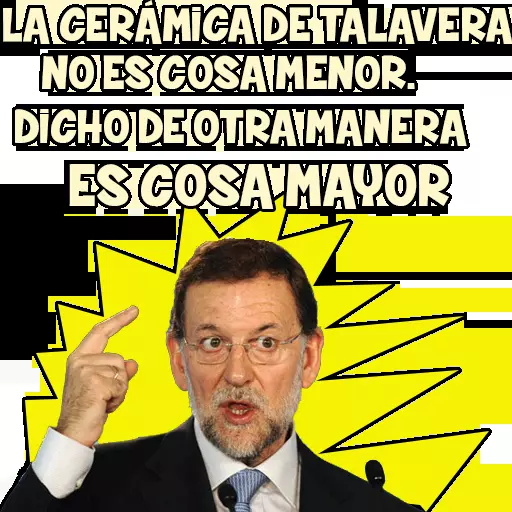 LA CERÁMICA DE TALAVERA
NO ES COSA MENOR.
DICHO DE OTRA MANERA
ES COSA MAYOR